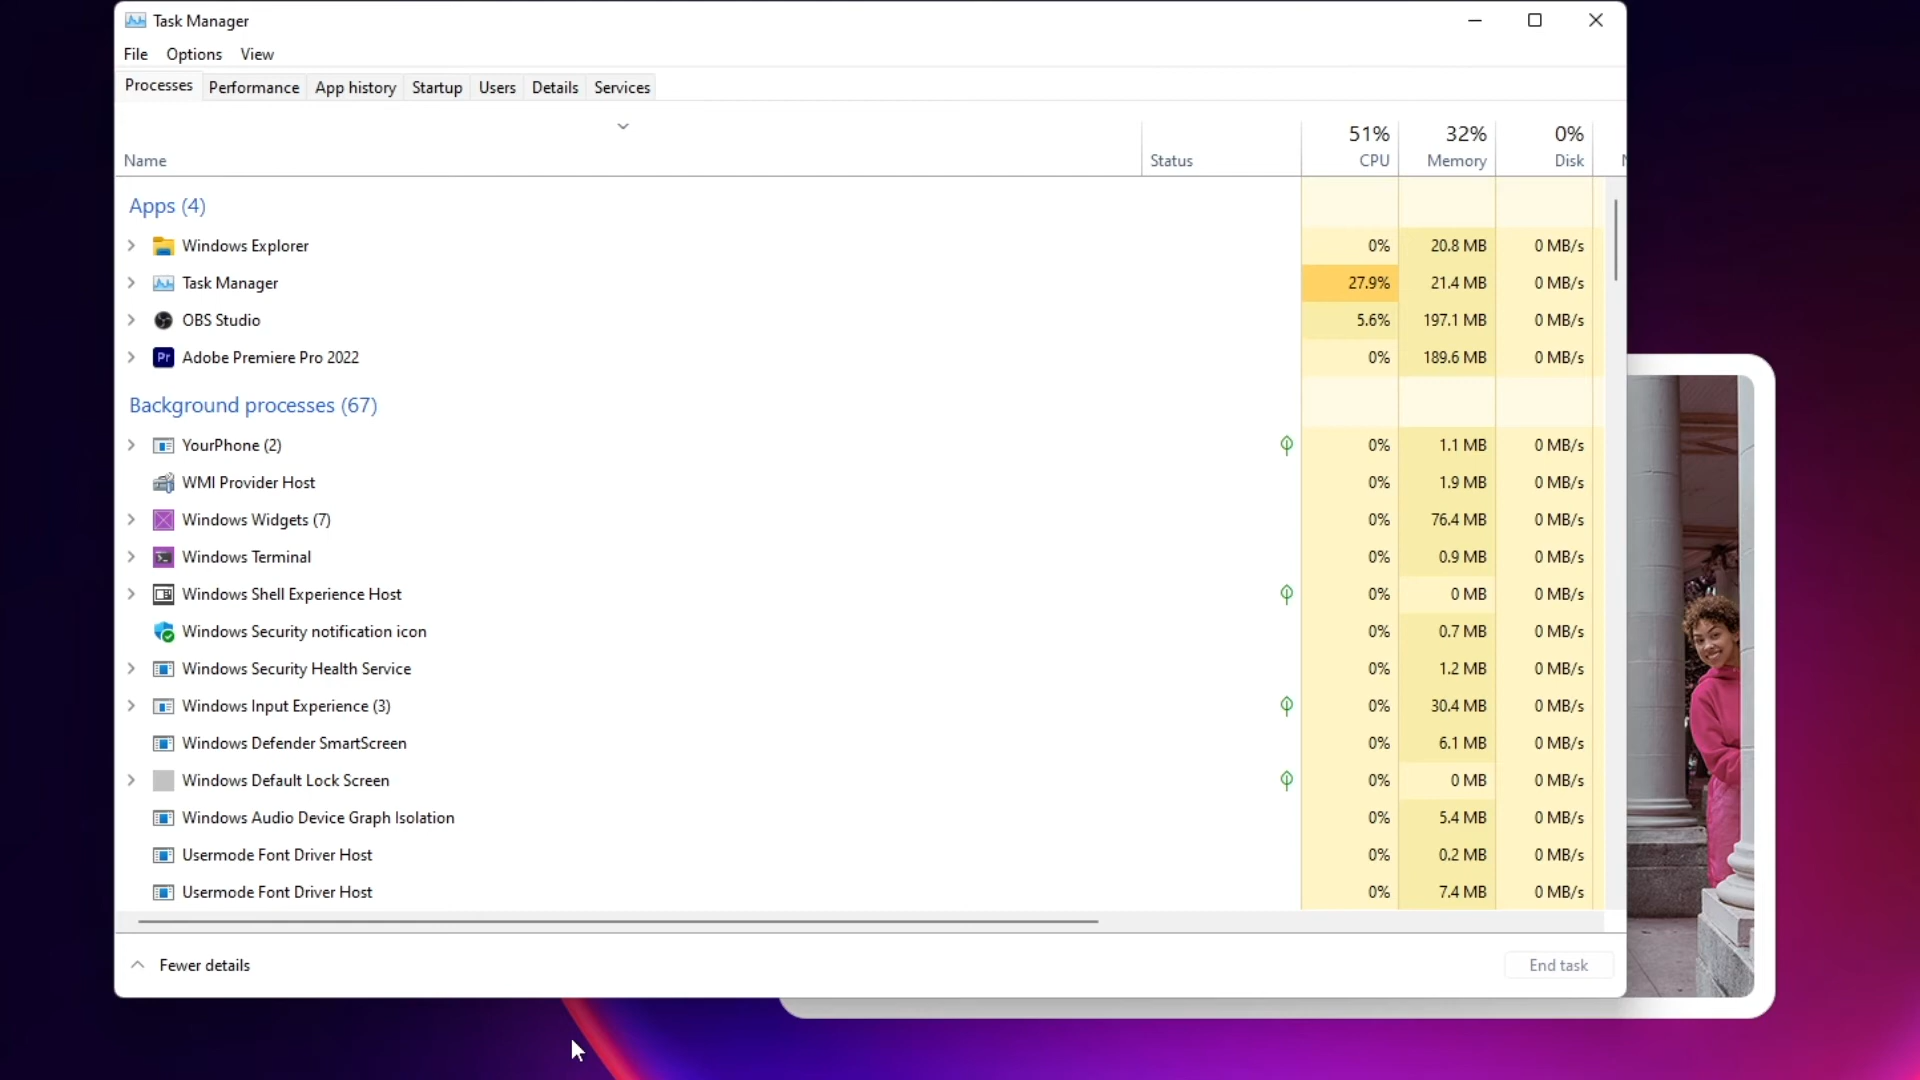 Task Manager
File Options View
Processes Performance App history Startup Users Details Services
51% 32% 0%
Name Status CPU Memory Disk
Apps (4)
Windows Explorer 0% 20.8 MB 0 MB/s
Task Manager 27.9% 21.4 MB 0 MB/s
OBS Studio 5.6% 197.1 MB 0 MB/s
Pr Adobe Premiere Pro 2022 0% 189.6 MB 0 MB/s
Background processes (67)
YourPhone (2) 0% 1.1 MB 0 MB/s
WMI Provider Host 0% 1.9 MB 0 MB/s
Windows Widgets (7) 0% 76.4 MB 0 MB/s
Windows Terminal 0% 0.9 MB 0 MB/s
Windows Shell Experience Host 0% 0 MB 0 MB/s
Windows Security notification icon 0% 0.7 MB 0 MB/s
Windows Security Health Service 0% 1.2 MB 0 MB/s
Windows Input Experience (3) 0% 30.4 MB 0 MB/s
Windows Defender SmartScreen 0% 6.1 MB 0 MB/s
Windows Default Lock Screen 0% 0 MB 0 MB/s
Windows Audio Device Graph Isolation 0% 5.4 MB 0 MB/s
Usermode Font Driver Host 0% 0.2 MB 0 MB/s
Usermode Font Driver Host 0% 7.4 MB 0 MB/s
Fewer details End task